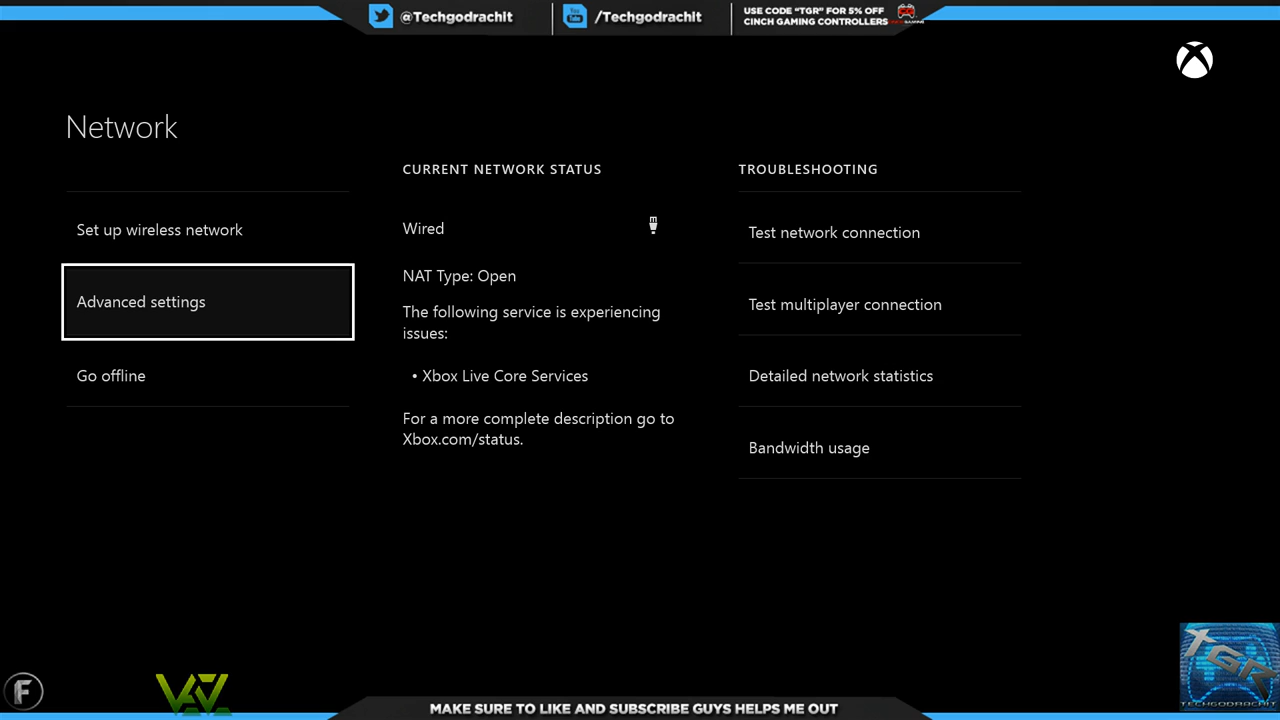 @Techgodrachit
/Techgodrachit
USE CODE "TGR" FOR 5% OFF
CINCH GAMING CONTROLLERS
Network
Set up wireless network
Advanced settings
Go offline
CURRENT NETWORK STATUS
Wired
NAT Type: Open
The following service is experiencing
issues:
• Xbox Live Core Services
For a more complete description go to
Xbox.com/status.
TROUBLESHOOTING
Test network connection
Test multiplayer connection
Detailed network statistics
Bandwidth usage
F
TGR
TECHGODRACHIT
MAKE SURE TO LIKE AND SUBSCRIBE GUYS HELPS ME OUT